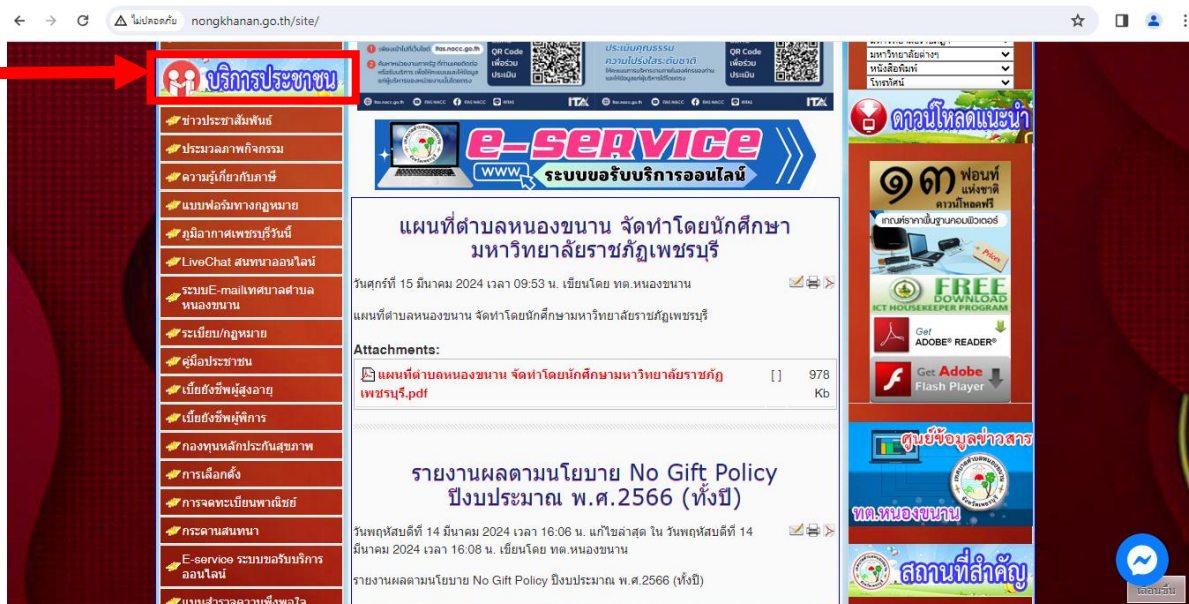 ไม่ปลอดภัย nongkhanan.go.th/site/
บริการประชาชน
ข่าวประชาสัมพันธ์
ประมวลภาพกิจกรรม
ความรู้เกี่ยวกับภาษี
แบบฟอร์มทางกฎหมาย
ภูมิอากาศเพชรบุรีวันนี้
LiveChat สนทนาออนไลน์
ระบบE-mailเทศบาลตำบล
หนองขนาน
ระเบียบ/กฎหมาย
คู่มือประชาชน
เบี้ยยังชีพผู้สูงอายุ
เบี้ยยังชีพผู้พิการ
กองทุนหลักประกันสุขภาพ
การเลือกตั้ง
การจดทะเบียนพาณิชย์
กระดานสนทนา
E-service ระบบขอรับบริการ
ออนไลน์
แบบสำรวจความพึงพอใจ
QR Code
เพื่อร่วม
ประเมิน
ITA
QR Code
เพื่อร่วม
ประเมิน
ITA
e-SERVICE
WWW.
ระบบขอรับบริการออนไลน์
แผนที่ตำบลหนองขนาน จัดทำโดยนักศึกษา
มหาวิทยาลัยราชภัฏเพชรบุรี
วันศุกร์ที่ 15 มีนาคม 2024 เวลา 09:53 น. เขียนโดย ทต.หนองขนาน
แผนที่ตำบลหนองขนาน จัดทำโดยนักศึกษามหาวิทยาลัยราชภัฏเพชรบุรี
Attachments:
แผนที่ตำบลหนองขนาน จัดทำโดยนักศึกษามหาวิทยาลัยราชภัฏ [ ] 978
เพชรบุรี.pdf Kb
รายงานผลตามนโยบาย No Gift Policy
ปีงบประมาณ พ.ศ.2566 (ทั้งปี)
วันพฤหัสบดีที่ 14 มีนาคม 2024 เวลา 16:06 น. แก้ไขล่าสุด ใน วันพฤหัสบดีที่ 14
มีนาคม 2024 เวลา 16:08 น. เขียนโดย ทต.หนองขนาน
รายงานผลตามนโยบาย No Gift Policy ปีงบประมาณ พ.ศ.2566 (ทั้งปี)
มหาวิทยาลัยต่างๆ
หนังสือพิมพ์
โทรทัศน์
ดาวน์โหลดแนะนำ
๑๓ ฟอนท์
แห่งชาติ
ดาวน์โหลดฟรี
เกณฑ์ราคาพื้นฐานคอมพิวเตอร์
Price
FREE
DOWNLOAD
ICT HOUSEKEEPER PROGRAM
Get
ADOBE® READER®
Get Adobe
Flash Player
ศูนย์ข้อมูลข่าวสาร
ทต.หนองขนาน
สถานที่สำคัญ
เลื่อนขึ้น